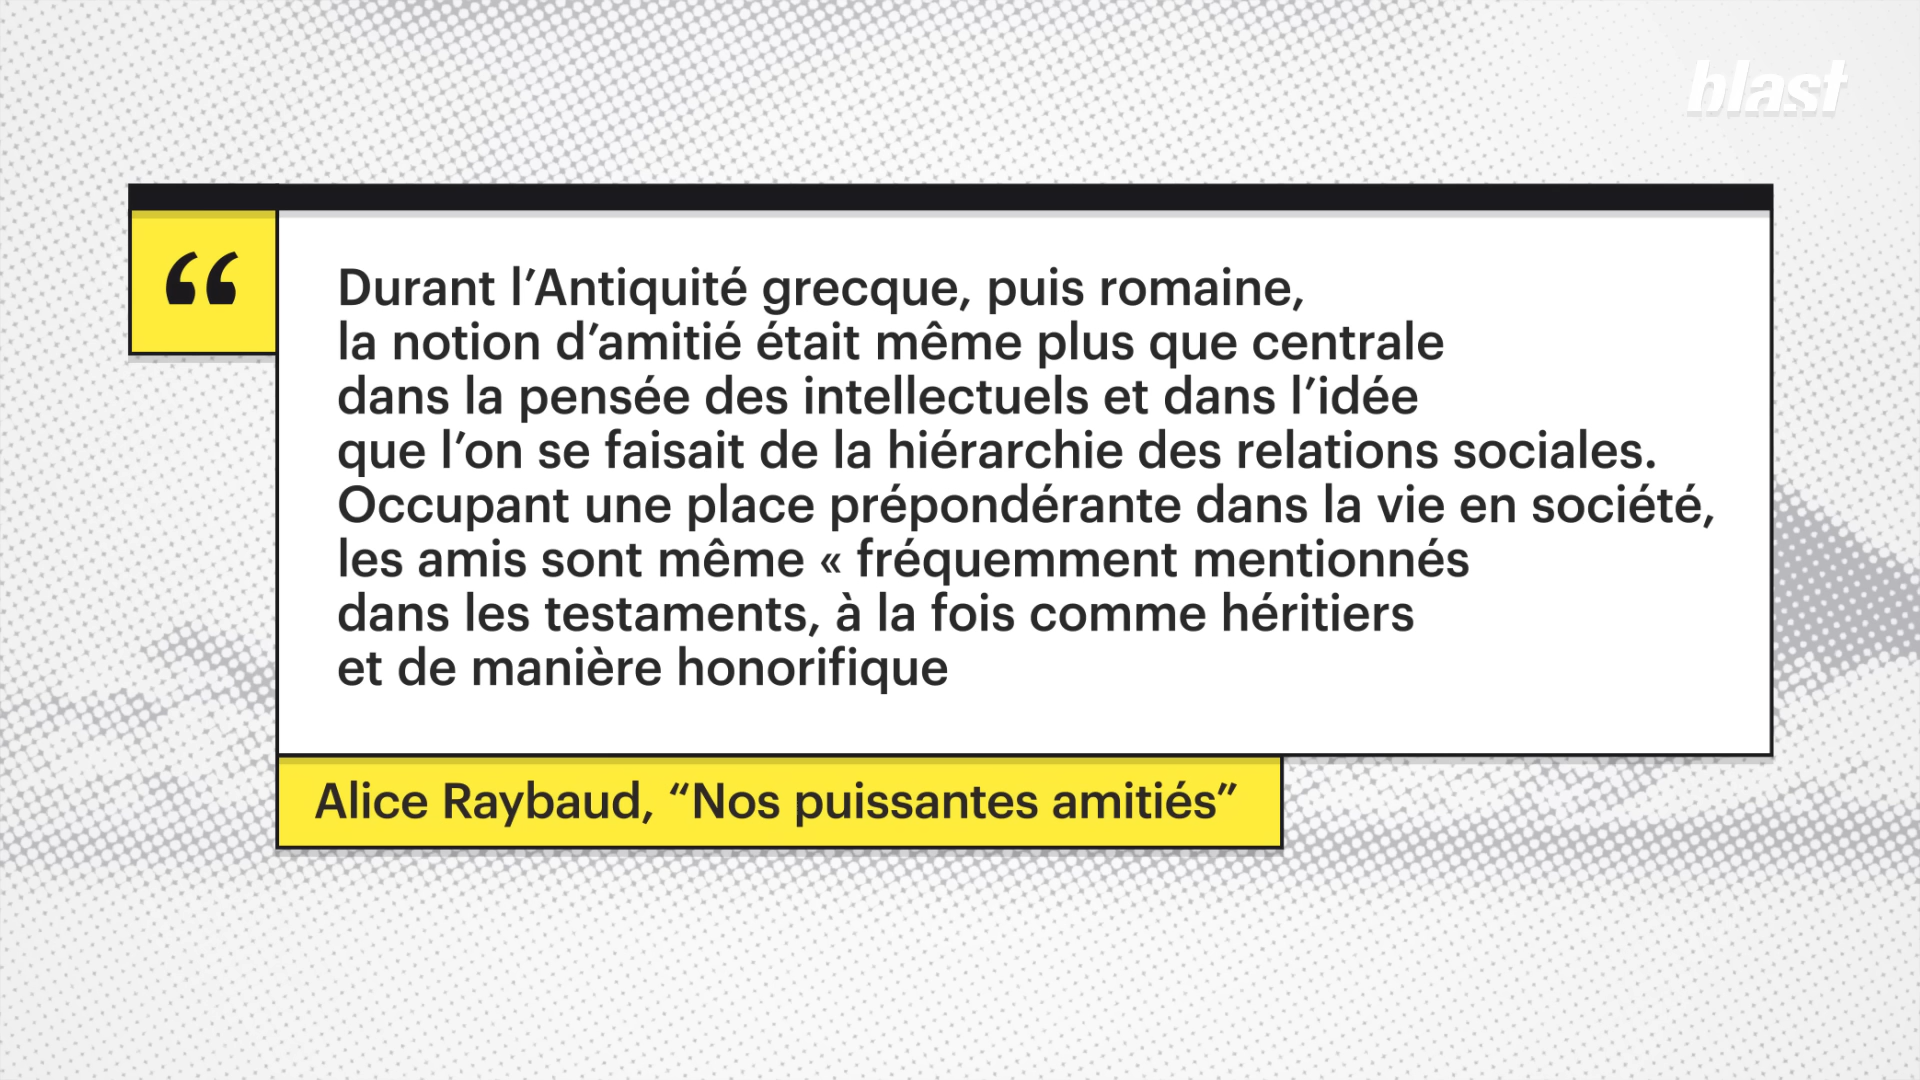 blast
“
Durant l’Antiquité grecque, puis romaine,
la notion d’amitié était même plus que centrale
dans la pensée des intellectuels et dans l’idée
que l’on se faisait de la hiérarchie des relations sociales.
Occupant une place prépondérante dans la vie en société,
les amis sont même « fréquemment mentionnés
dans les testaments, à la fois comme héritiers
et de manière honorifique
Alice Raybaud, “Nos puissantes amitiés”